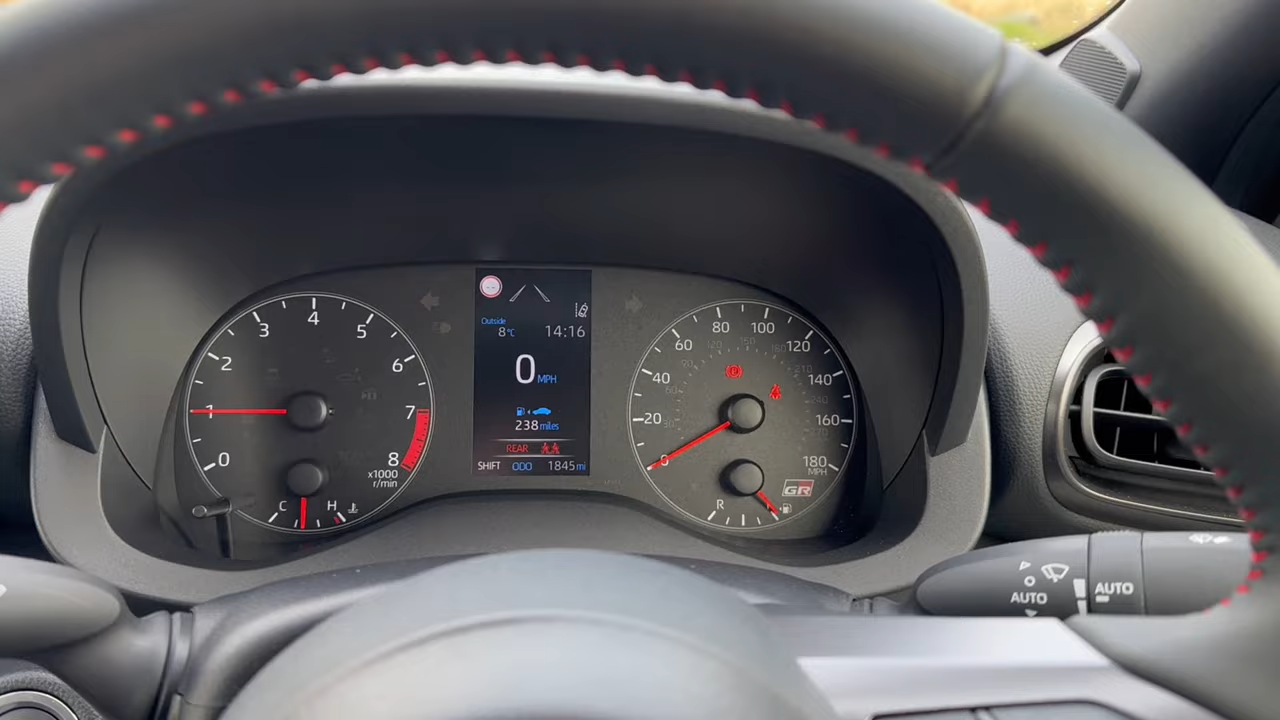 0
1
2
3
4
5
6
7
8
x1000
r/min
C H
Outside
8°C 14:16
0 MPH
238 miles
REAR
SHIFT ODO 1845 mi
0
20
40
60
80
100
120
140
160
180
MPH
GR
R
AUTO
AUTO